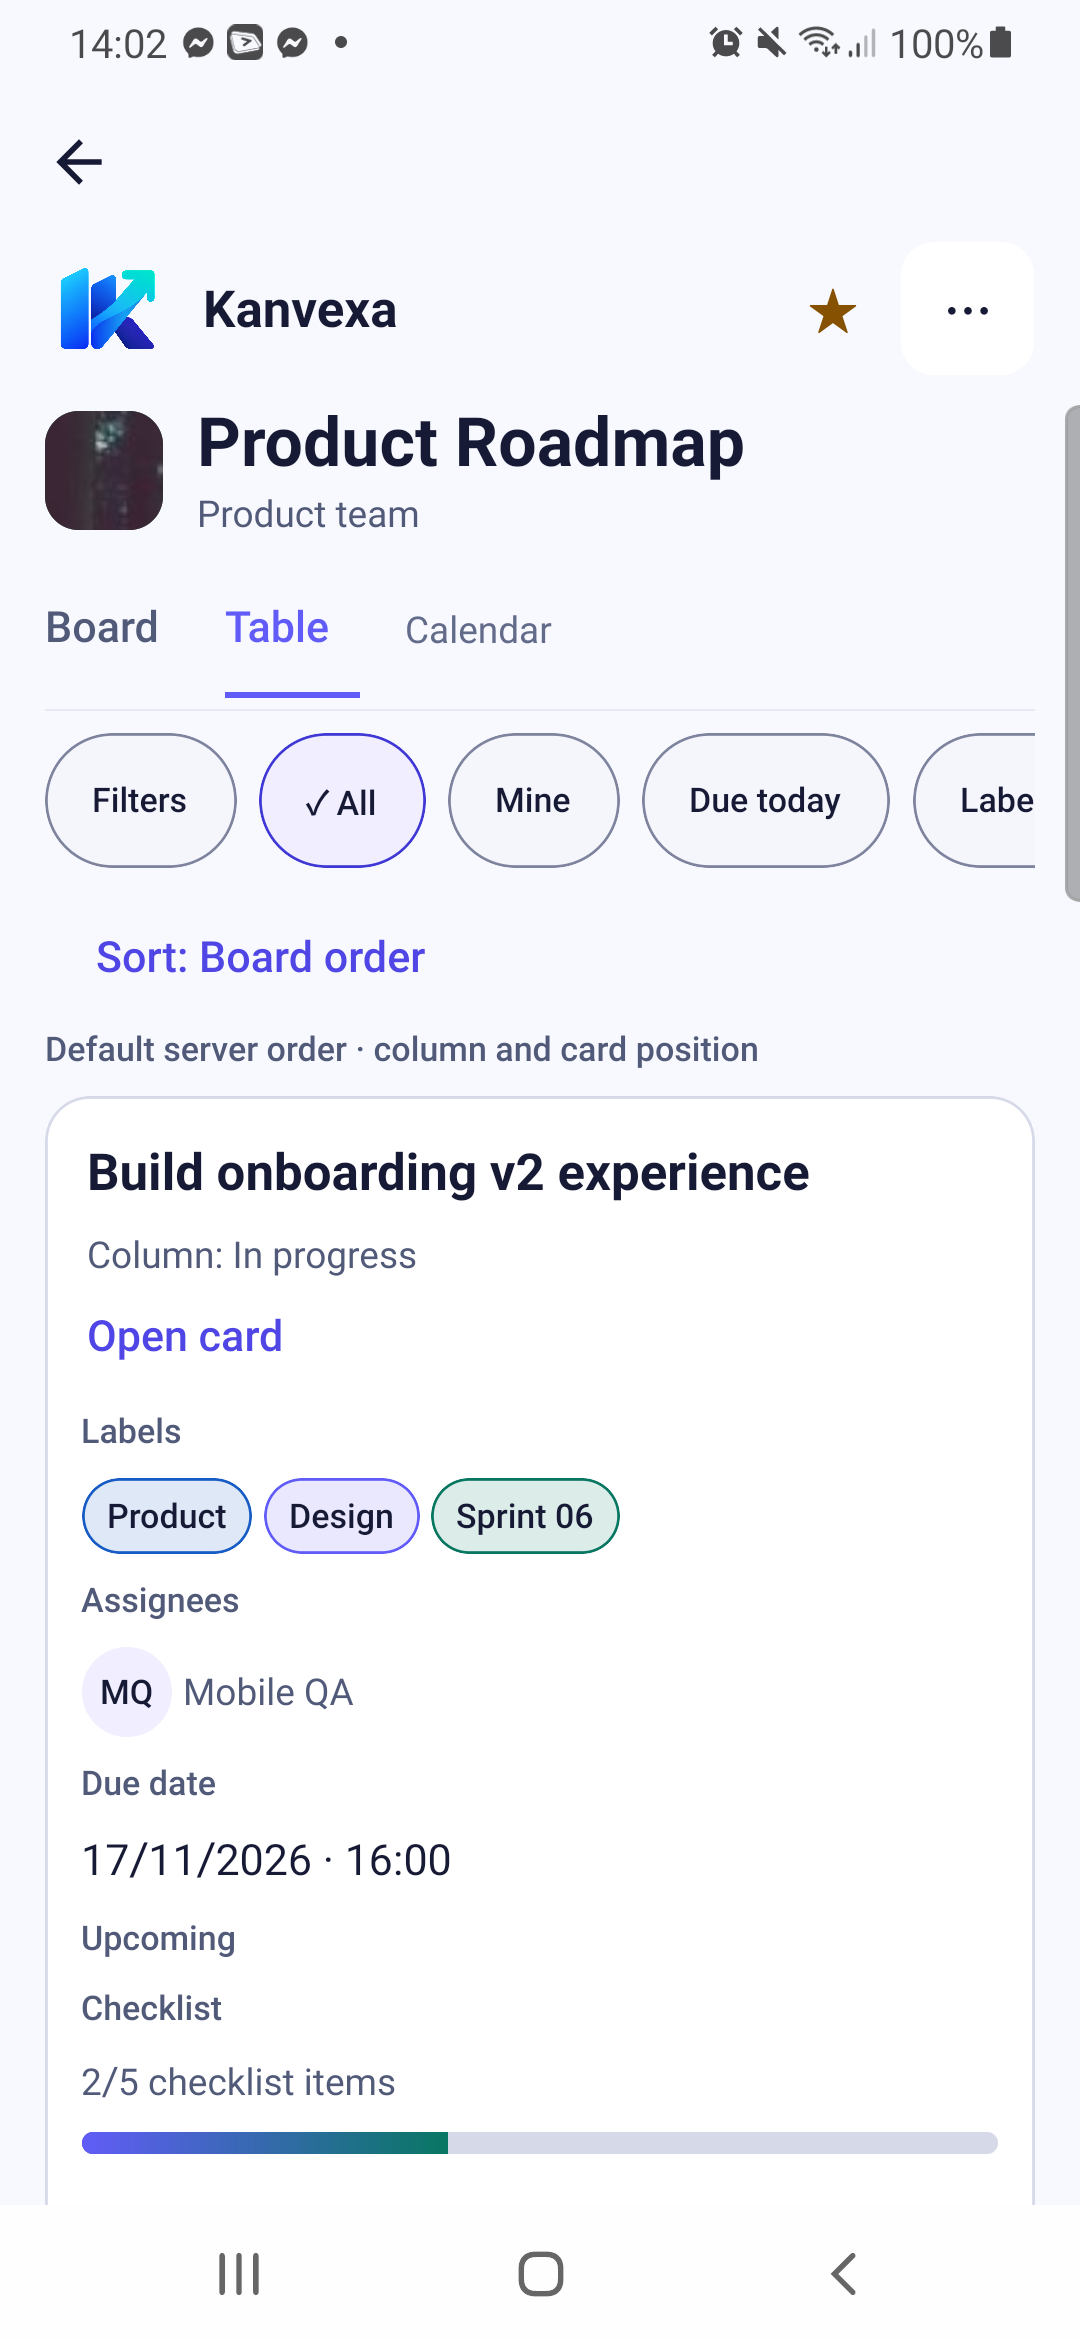 14:02
100%
Kanvexa
Product Roadmap
Product team
Board Table Calendar
Filters ✓ All Mine Due today Labe
Sort: Board order
Default server order · column and card position
Build onboarding v2 experience
Column: In progress
Open card
Labels
Product Design Sprint 06
Assignees
MQ Mobile QA
Due date
17/11/2026 · 16:00
Upcoming
Checklist
2/5 checklist items